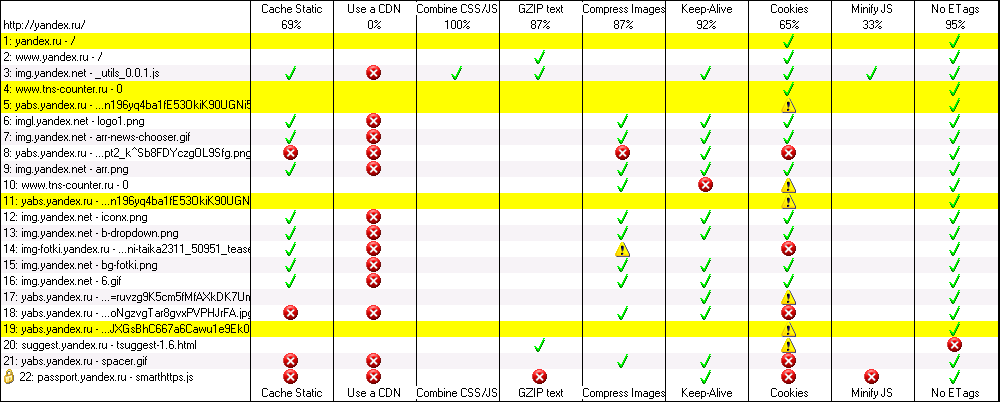 Cache Static Use a CDN Combine CSS/JS GZIP text Compress Images Keep-Alive Cookies Minify JS No ETags
http://yandex.ru/ 69% 0% 100% 87% 87% 92% 65% 33% 95%
1: yandex.ru - /
2: www.yandex.ru - /
3: img.yandex.net - _utils_0.0.1.js
4: www.tns-counter.ru - 0
5: yabs.yandex.ru - ...n196yq4ba1fE53OkiK90UGNi5
6: imgl.yandex.net - logo1.png
7: img.yandex.net - arr-news-chooser.gif
8: yabs.yandex.ru - ...pt2_k^Sb8FDYczgOL9Sfg.png
9: img.yandex.net - arr.png
10: www.tns-counter.ru - 0
11: yabs.yandex.ru - ...n196yq4ba1fE53OkiK90UGN
12: img.yandex.net - iconx.png
13: img.yandex.net - b-dropdown.png
14: img-fotki.yandex.ru - ...ni-taika2311_50951_tease
15: img.yandex.net - bg-fotki.png
16: img.yandex.net - 6.gif
17: yabs.yandex.ru - ...=ruvzg9K5cm5fMfAXkDK7Un
18: yabs.yandex.ru - ...oNgzvgTar8gvxPVPHJrFA.jpg
19: yabs.yandex.ru - ...JXGsBhC667a6Cawu1e9Ek0
20: suggest.yandex.ru - tsuggest-1.6.html
21: yabs.yandex.ru - spacer.gif
22: passport.yandex.ru - smarthttps.js
Cache Static Use a CDN Combine CSS/JS GZIP text Compress Images Keep-Alive Cookies Minify JS No ETags